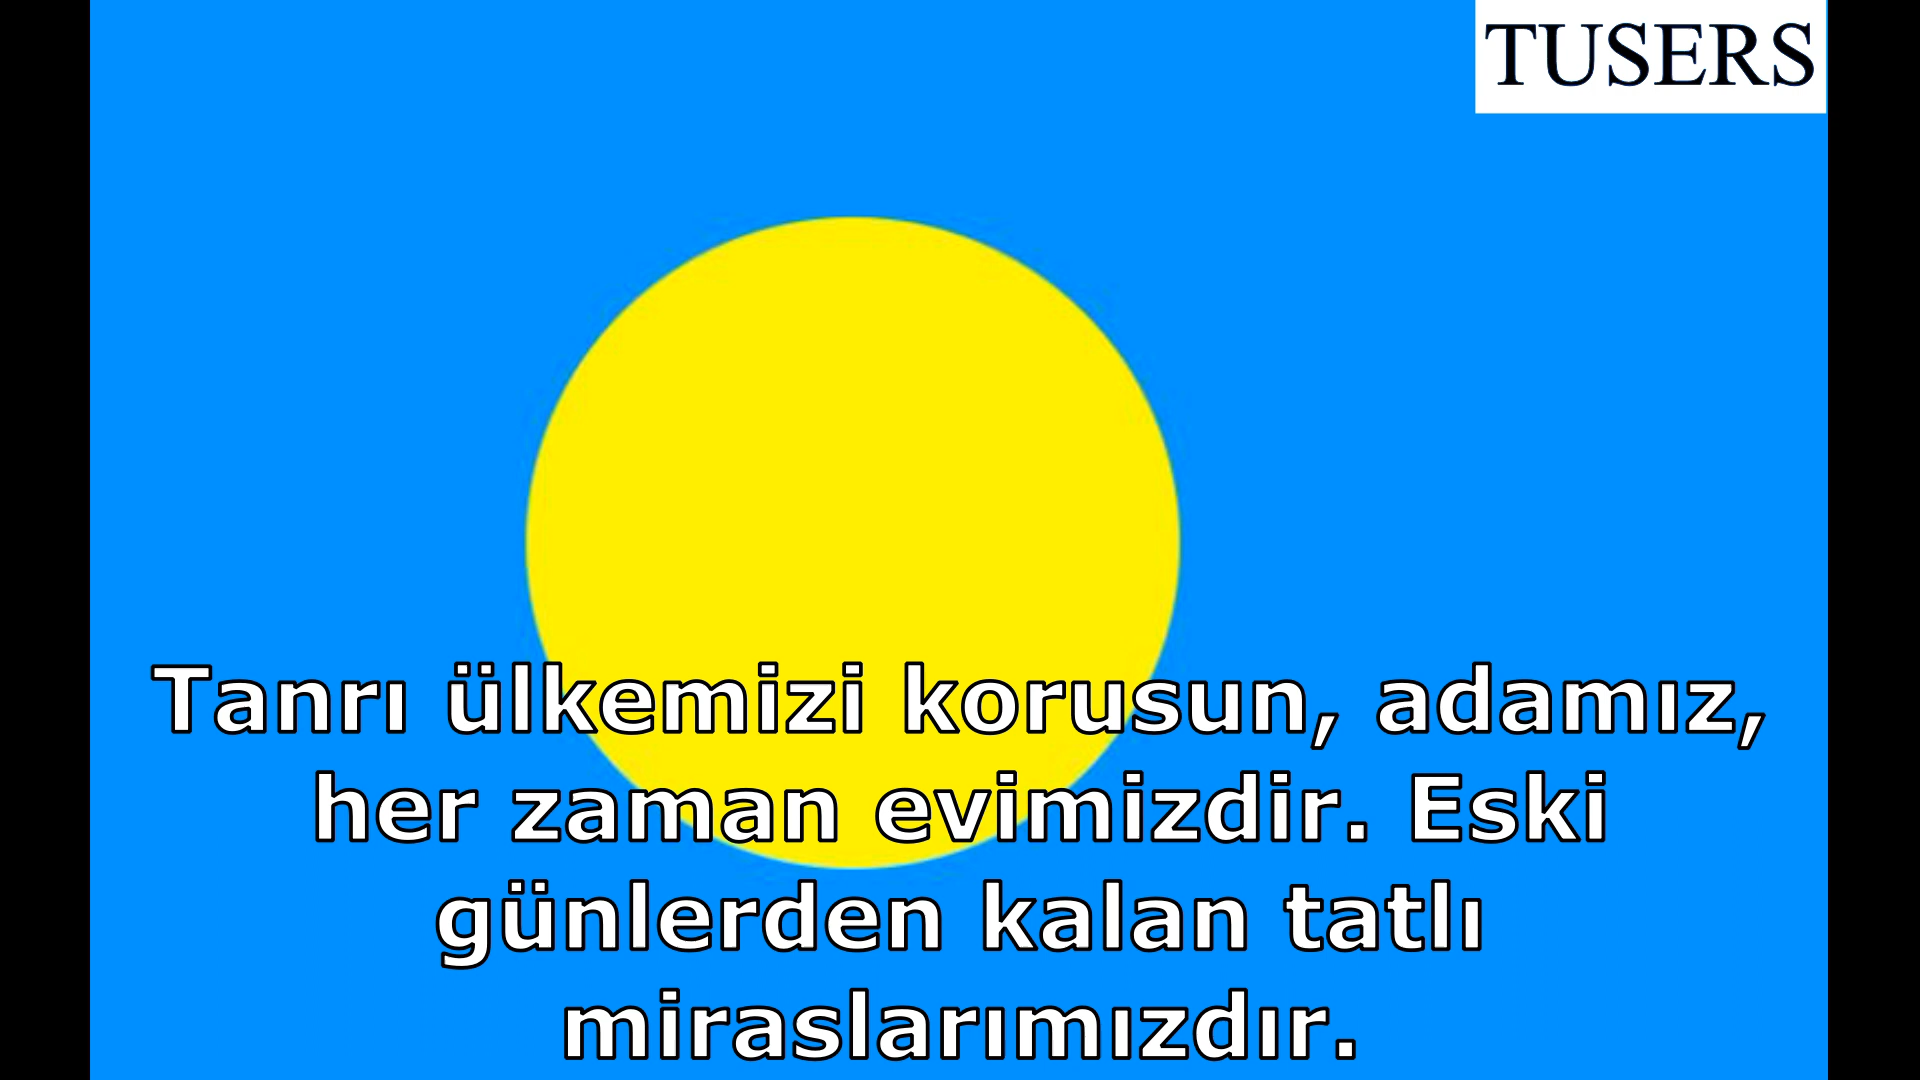 TUSERS
Tanrı ülkemizi korusun, adamız,
her zaman evimizdir. Eski
günlerden kalan tatlı
miraslarımızdır.